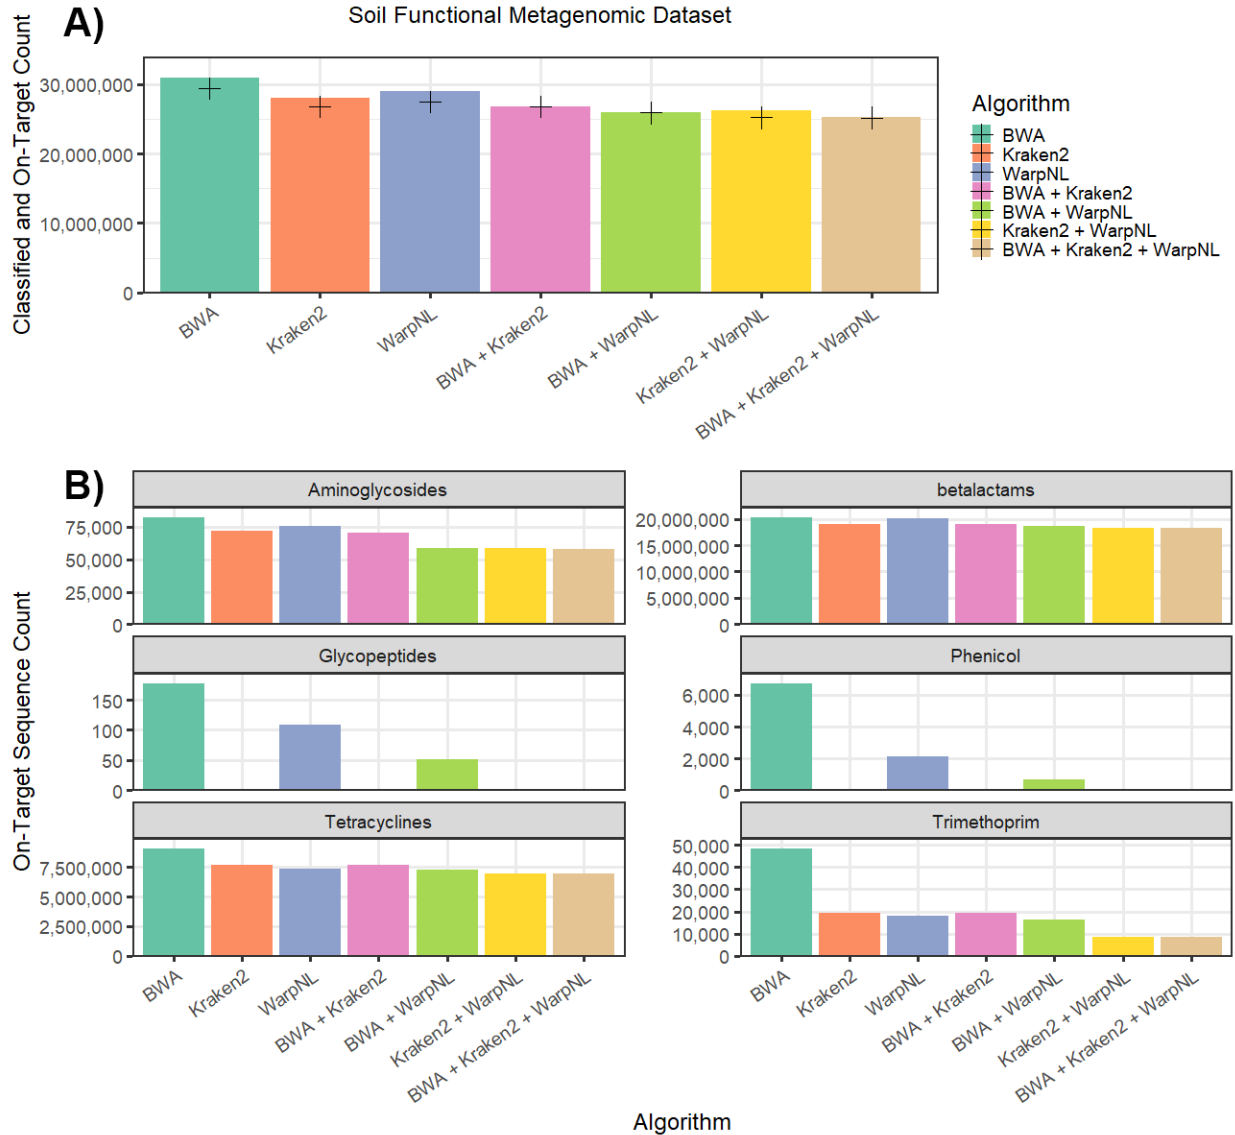 A)
Soil Functional Metagenomic Dataset
Classified and On-Target Count
30,000,000
20,000,000
10,000,000
0
BWA
Kraken2
WarpNL
BWA + Kraken2
BWA + WarpNL
Kraken2 + WarpNL
BWA + Kraken2 + WarpNL
Algorithm
BWA
Kraken2
WarpNL
BWA + Kraken2
BWA + WarpNL
Kraken2 + WarpNL
BWA + Kraken2 + WarpNL
B)
On-Target Sequence Count
Aminoglycosides
75,000
50,000
25,000
0
betalactams
20,000,000
15,000,000
10,000,000
5,000,000
0
Glycopeptides
150
100
50
0
Phenicol
6,000
4,000
2,000
0
Tetracyclines
7,500,000
5,000,000
2,500,000
0
Trimethoprim
50,000
40,000
30,000
20,000
10,000
0
BWA
Kraken2
WarpNL
BWA + Kraken2
BWA + WarpNL
Kraken2 + WarpNL
BWA + Kraken2 + WarpNL
BWA
Kraken2
WarpNL
BWA + Kraken2
BWA + WarpNL
Kraken2 + WarpNL
BWA + Kraken2 + WarpNL
Algorithm